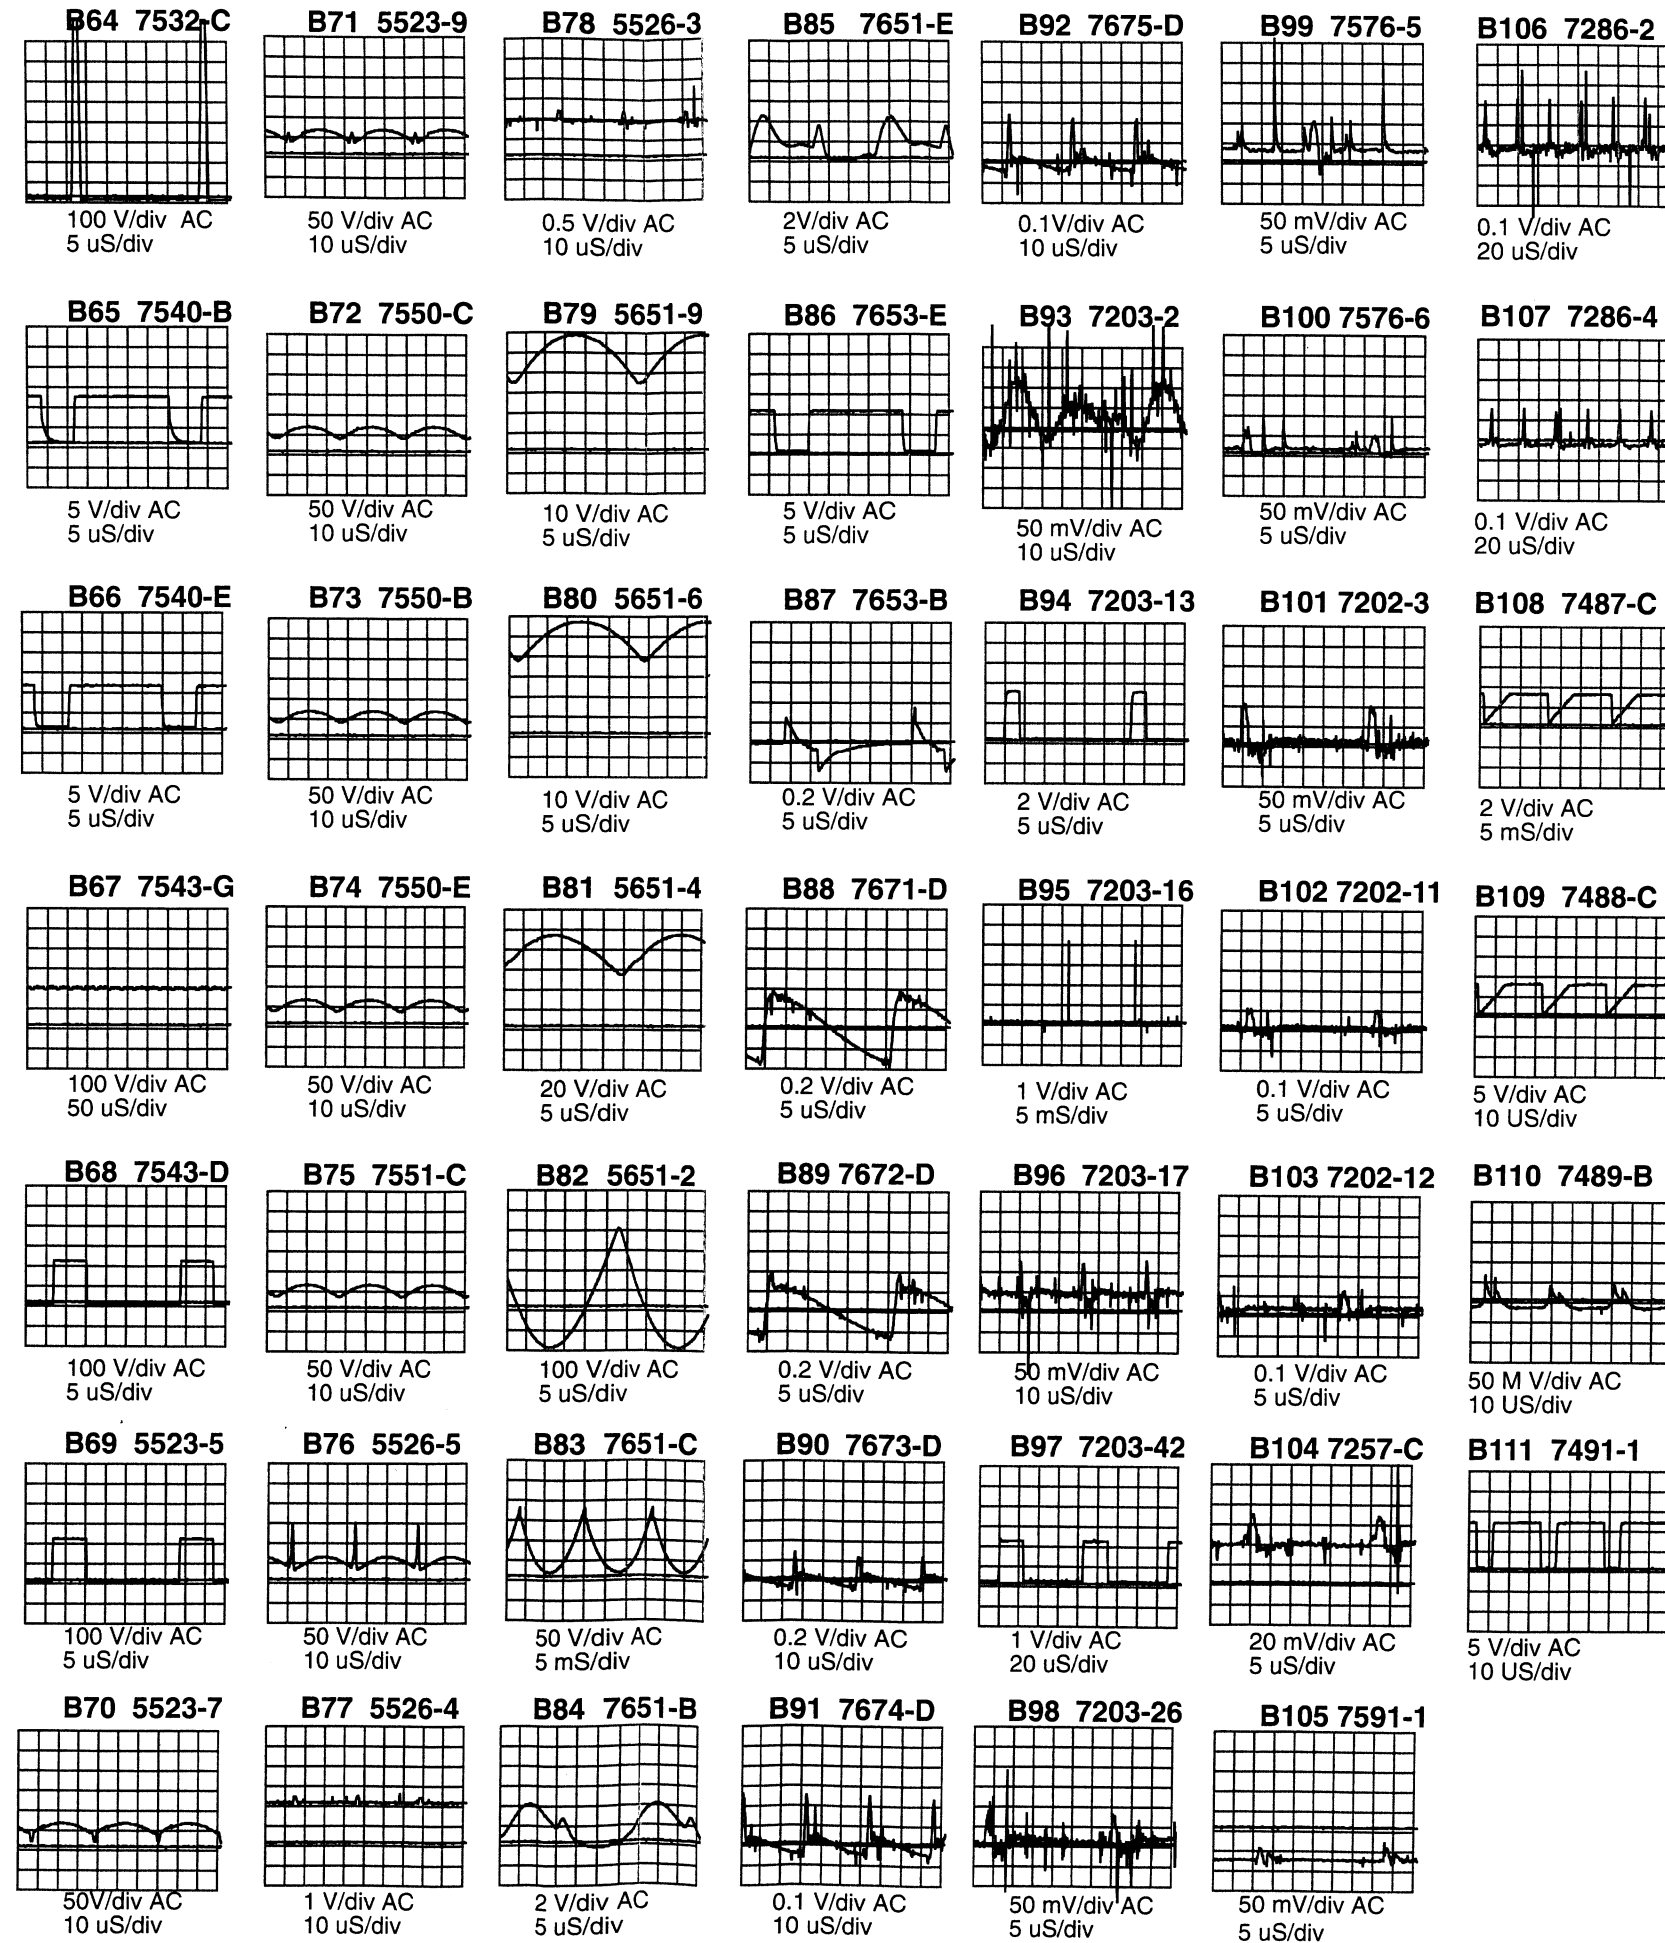 B64 7532-C
100 V/div AC
5 uS/div
B65 7540-B
5 V/div AC
5 uS/div
B66 7540-E
5 V/div AC
5 uS/div
B67 7543-G
100 V/div AC
50 uS/div
B68 7543-D
100 V/div AC
5 uS/div
B69 5523-5
100 V/div AC
5 uS/div
B70 5523-7
50V/div AC
10 uS/div
B71 5523-9
50 V/div AC
10 uS/div
B72 7550-C
50 V/div AC
10 uS/div
B73 7550-B
50 V/div AC
10 uS/div
B74 7550-E
50 V/div AC
10 uS/div
B75 7551-C
50 V/div AC
10 uS/div
B76 5526-5
50 V/div AC
10 uS/div
B77 5526-4
1 V/div AC
10 uS/div
B78 5526-3
0.5 V/div AC
10 uS/div
B79 5651-9
10 V/div AC
5 uS/div
B80 5651-6
10 V/div AC
5 uS/div
B81 5651-4
20 V/div AC
5 uS/div
B82 5651-2
100 V/div AC
5 uS/div
B83 7651-C
50 V/div AC
5 mS/div
B84 7651-B
2 V/div AC
5 uS/div
B85 7651-E
2V/div AC
5 uS/div
B86 7653-E
5 V/div AC
5 uS/div
B87 7653-B
0.2 V/div AC
5 uS/div
B88 7671-D
0.2 V/div AC
5 uS/div
B89 7672-D
0.2 V/div AC
5 uS/div
B90 7673-D
0.2 V/div AC
10 uS/div
B91 7674-D
0.1 V/div AC
10 uS/div
B92 7675-D
0.1V/div AC
10 uS/div
B93 7203-2
50 mV/div AC
10 uS/div
B94 7203-13
2 V/div AC
5 uS/div
B95 7203-16
1 V/div AC
5 mS/div
B96 7203-17
50 mV/div AC
10 uS/div
B97 7203-42
1 V/div AC
20 uS/div
B98 7203-26
50 mV/div AC
5 uS/div
B99 7576-5
50 mV/div AC
5 uS/div
B100 7576-6
50 mV/div AC
5 uS/div
B101 7202-3
50 mV/div AC
5 uS/div
B102 7202-11
0.1 V/div AC
5 uS/div
B103 7202-12
0.1 V/div AC
5 uS/div
B104 7257-C
20 mV/div AC
5 uS/div
B105 7591-1
50 mV/div AC
5 uS/div
B106 7286-2
0.1 V/div AC
20 uS/div
B107 7286-4
0.1 V/div AC
20 uS/div
B108 7487-C
2 V/div AC
5 mS/div
B109 7488-C
5 V/div AC
10 US/div
B110 7489-B
50 M V/div AC
10 US/div
B111 7491-1
5 V/div AC
10 US/div